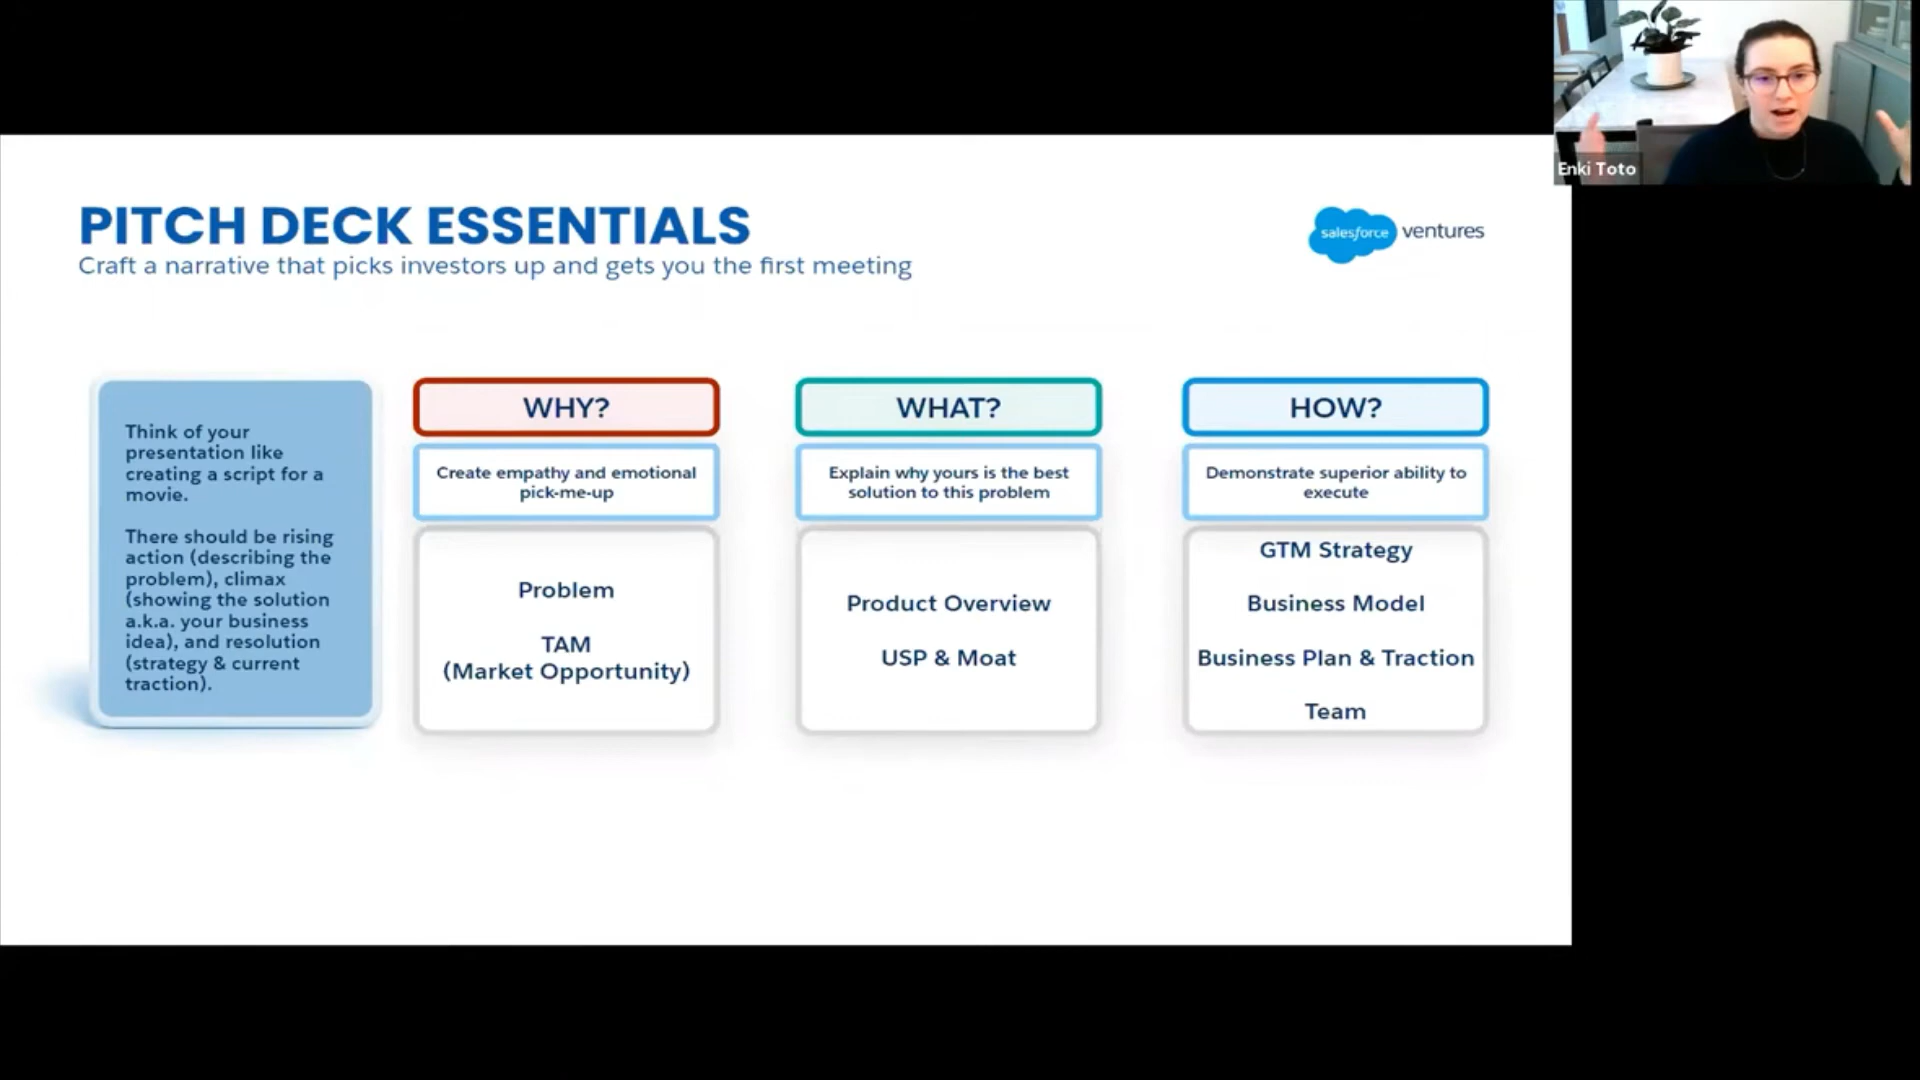 Enki Toto
PITCH DECK ESSENTIALS
Craft a narrative that picks investors up and gets you the first meeting
salesforce ventures
Think of your
presentation like
creating a script for a
movie.
There should be rising
action (describing the
problem), climax
(showing the solution
a.k.a. your business
idea), and resolution
(strategy & current
traction).
WHY?
Create empathy and emotional
pick-me-up
Problem
TAM
(Market Opportunity)
WHAT?
Explain why yours is the best
solution to this problem
Product Overview
USP & Moat
HOW?
Demonstrate superior ability to
execute
GTM Strategy
Business Model
Business Plan & Traction
Team